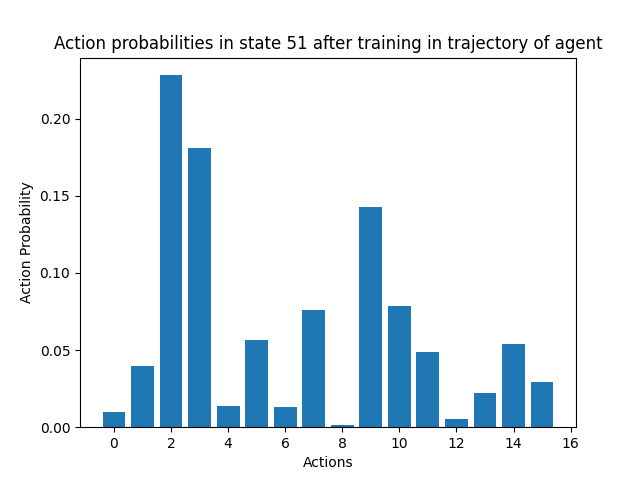 Action probabilities in state 51 after training in trajectory of agent
0.20
0.15
0.10
0.05
0.00
Action Probability
0 2 4 6 8 10 12 14 16
Actions